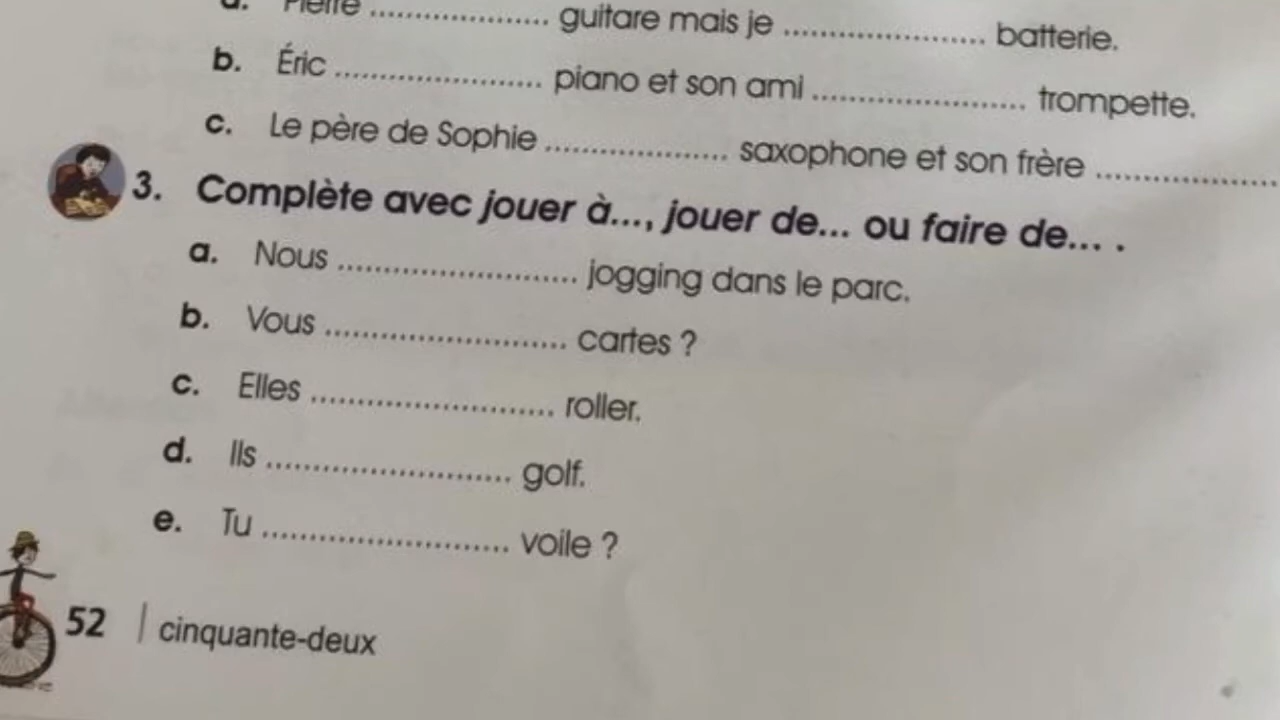 a. Pierre .................... guitare mais je ...................... batterie.
b. Éric ....................... piano et son ami ....................... trompette.
c. Le père de Sophie .................... saxophone et son frère ....................
3. Complète avec jouer à..., jouer de... ou faire de... .
a. Nous .......................... jogging dans le parc.
b. Vous .......................... cartes ?
c. Elles .......................... roller.
d. Ils .......................... golf.
e. Tu .......................... voile ?
52 | cinquante-deux